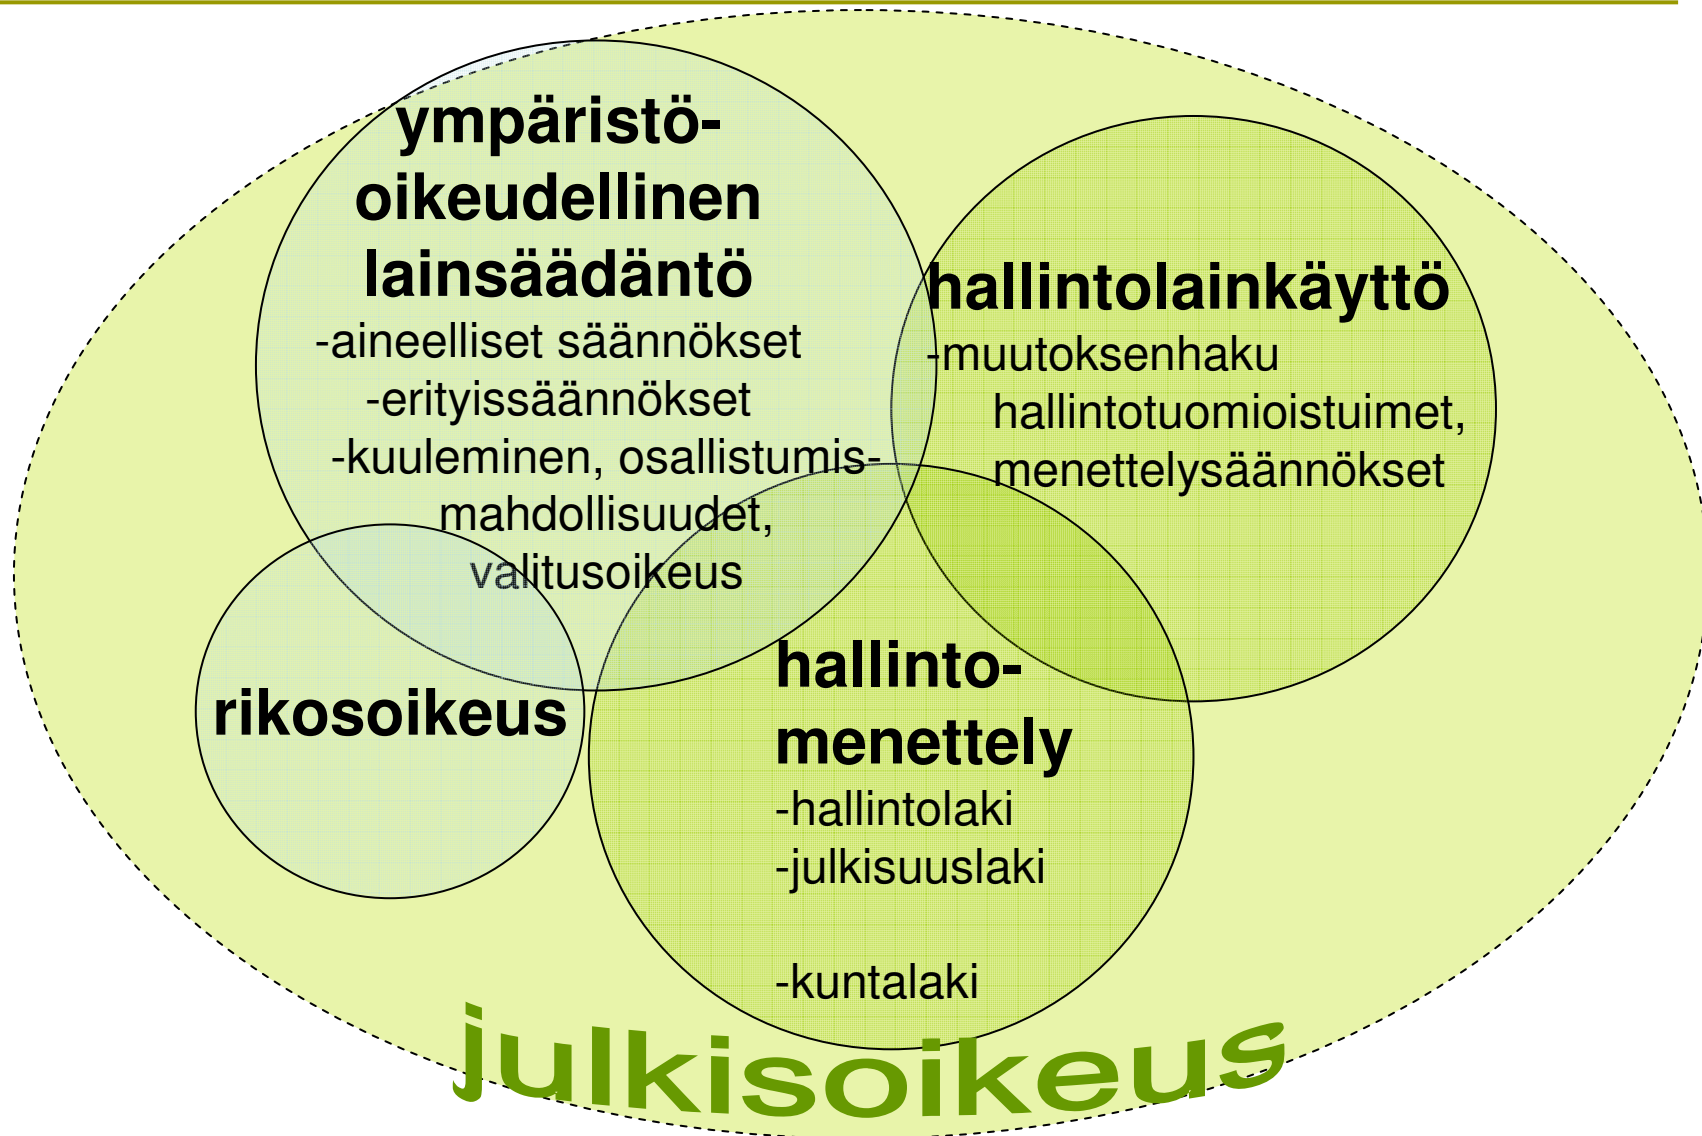 ympäristö-
oikeudellinen
lainsäädäntö
-aineelliset säännökset
-erityissäännökset
-kuuleminen, osallistumis-
mahdollisuudet,
valitusoikeus
hallintolainkäyttö
-muutoksenhaku
hallintotuomioistuimet,
menettelysäännökset
rikosoikeus
hallinto-
menettely
-hallintolaki
-julkisuuslaki
-kuntalaki
julkisoikeus